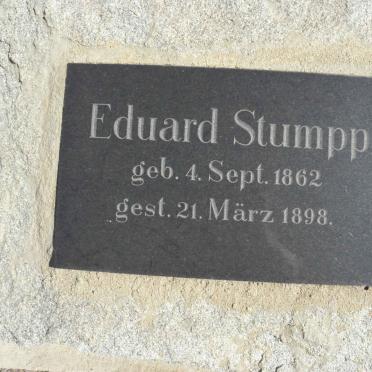 Eduard Stumpp
geb. 4. Sept. 1862
gest. 21. März 1898.